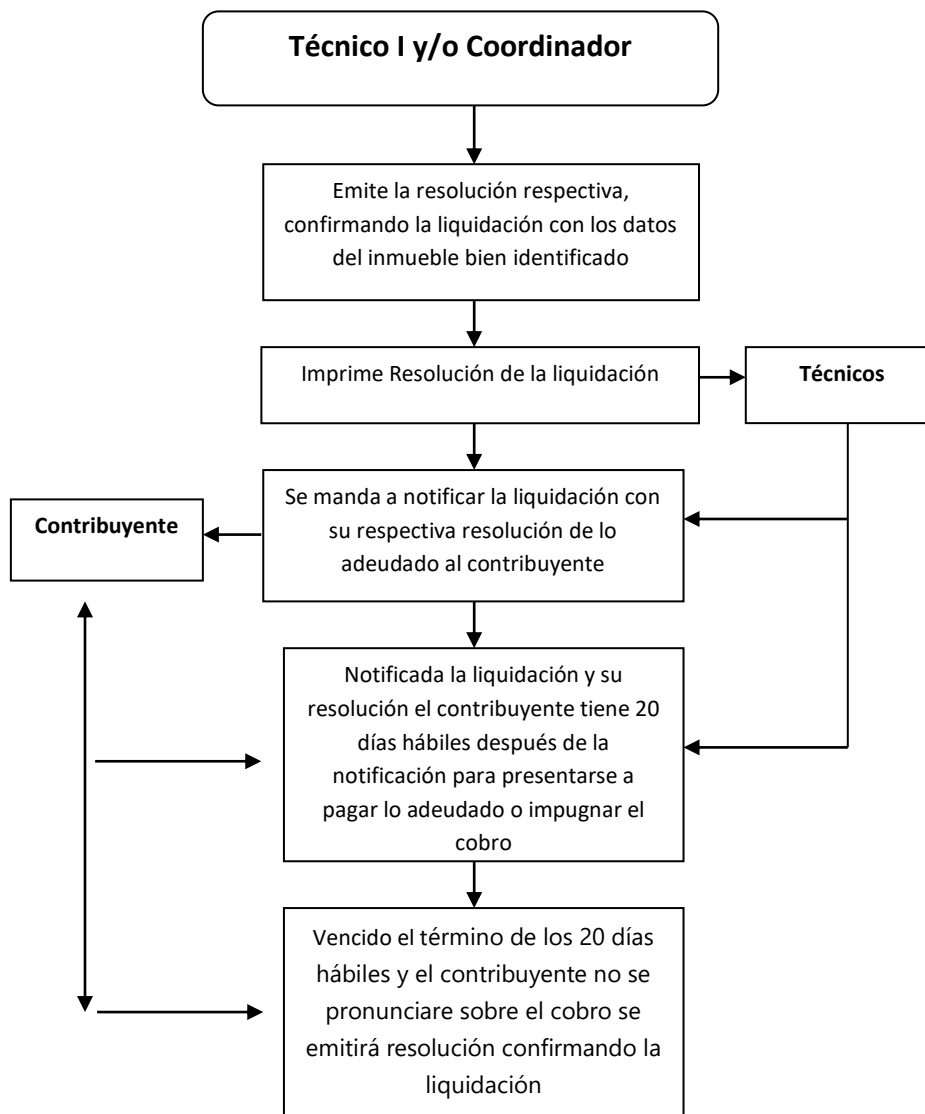 Técnico I y/o Coordinador
Emite la resolución respectiva,
confirmando la liquidación con los datos
del inmueble bien identificado
Imprime Resolución de la liquidación
Técnicos
Se manda a notificar la liquidación con
su respectiva resolución de lo
adeudado al contribuyente
Contribuyente
Notificada la liquidación y su
resolución el contribuyente tiene 20
días hábiles después de la
notificación para presentarse a
pagar lo adeudado o impugnar el
cobro
Vencido el término de los 20 días
hábiles y el contribuyente no se
pronunciare sobre el cobro se
emitirá resolución confirmando la
liquidación